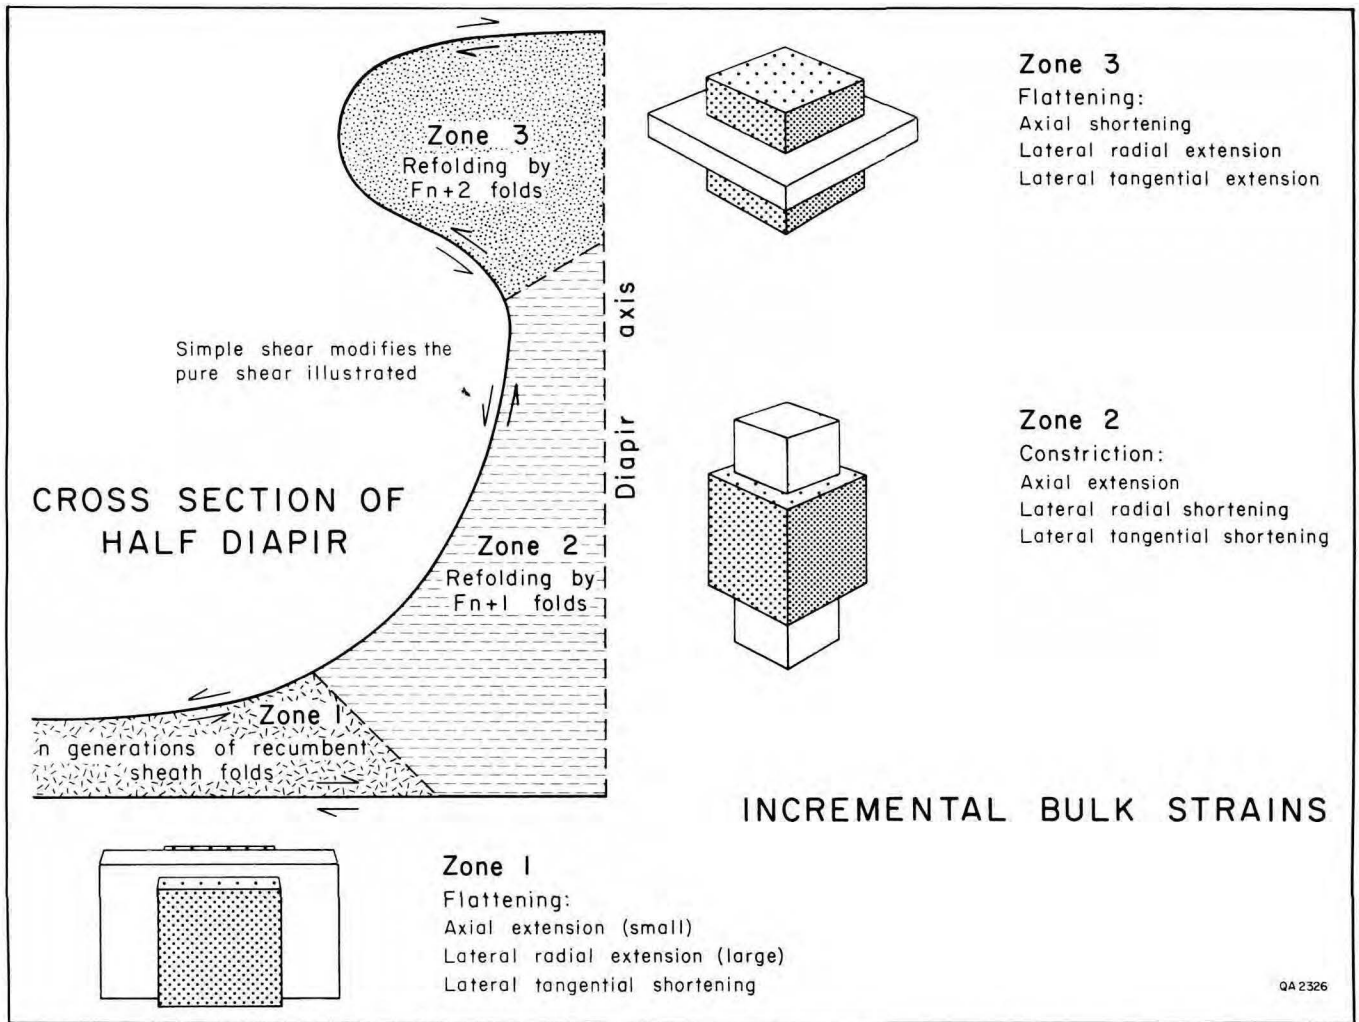 Zone 3
Refolding by
Fn+2 folds
Zone 3
Flattening:
Axial shortening
Lateral radial extension
Lateral tangential extension
Diapir axis
Simple shear modifies the
pure shear illustrated
CROSS SECTION OF
HALF DIAPIR
Zone 2
Refolding by
Fn+1 folds
Zone 2
Constriction:
Axial extension
Lateral radial shortening
Lateral tangential shortening
Zone 1
n generations of recumbent
sheath folds
INCREMENTAL BULK STRAINS
Zone 1
Flattening:
Axial extension (small)
Lateral radial extension (large)
Lateral tangential shortening
QA2326